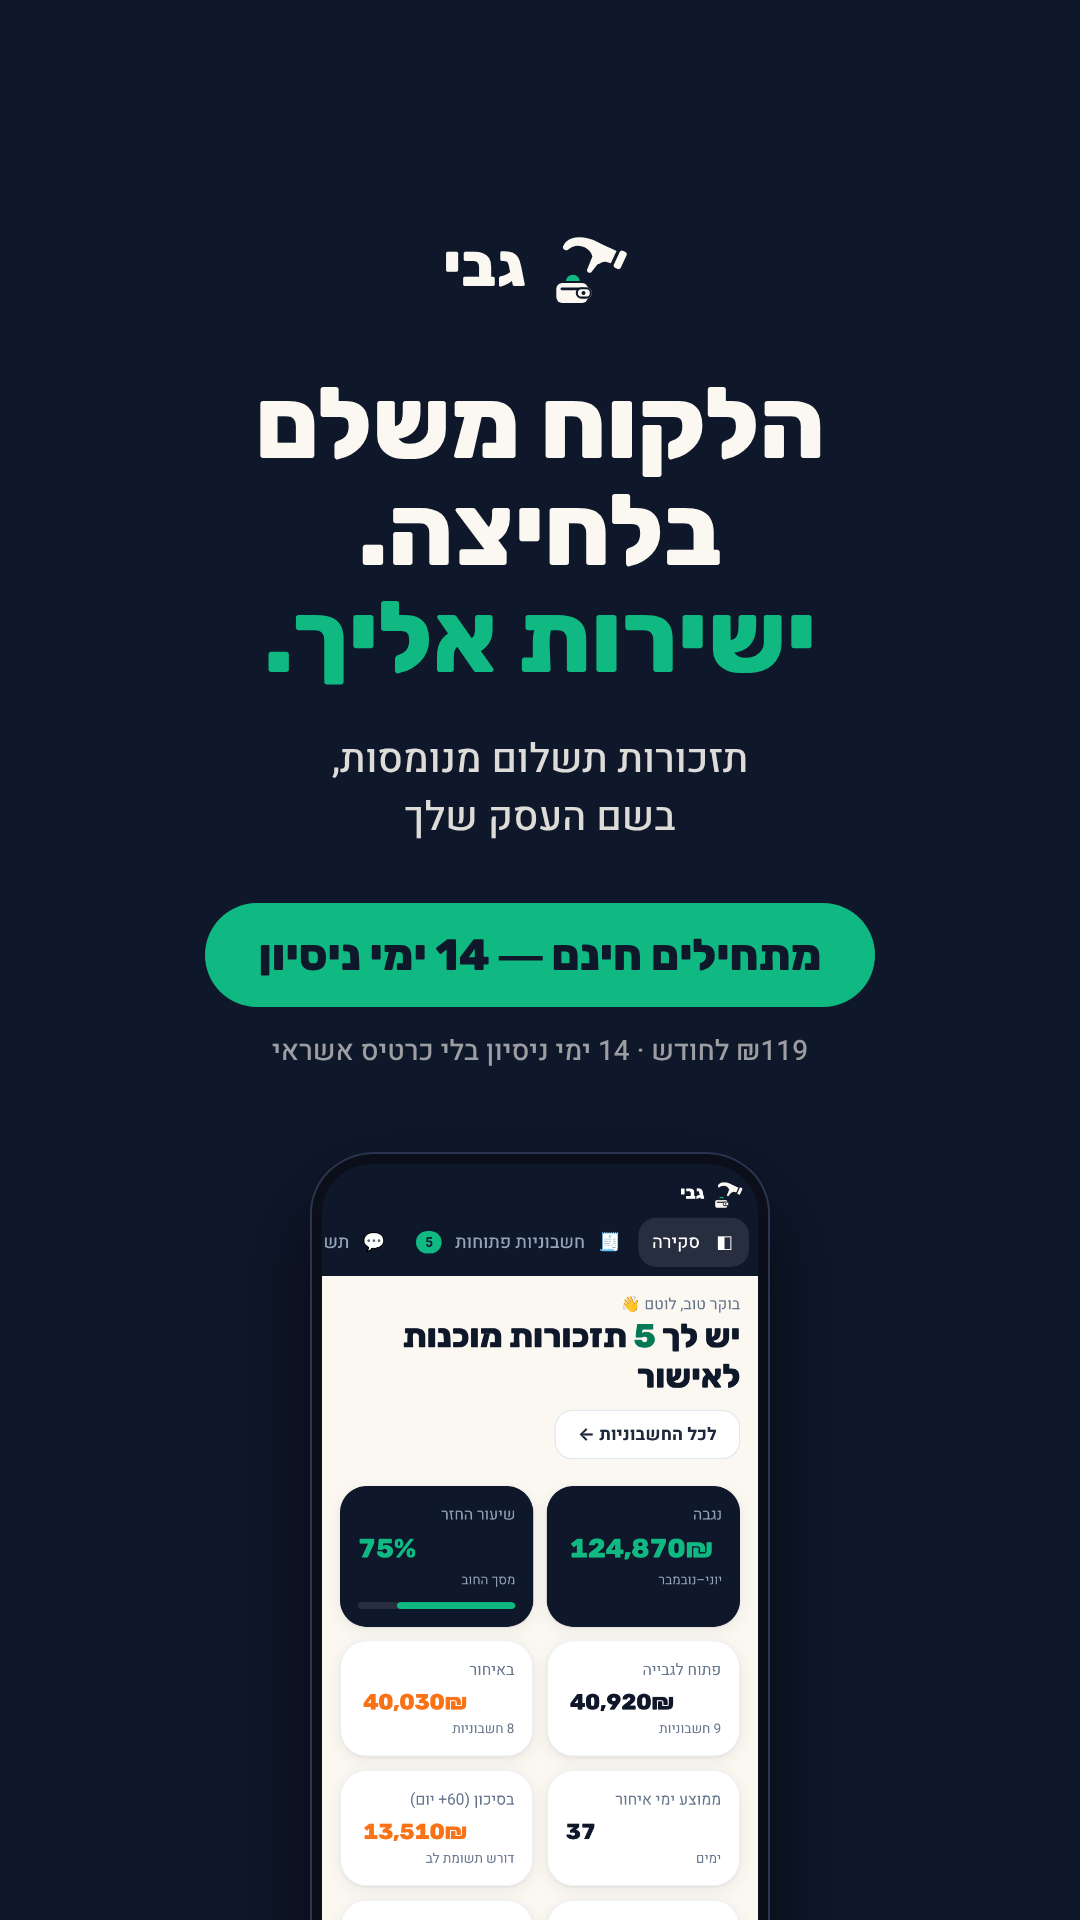 גבי
הלקוח משלם
בלחיצה.
ישירות אליך.
תזכורות תשלום מנומסות,
בשם העסק שלך
מתחילים חינם — 14 ימי ניסיון
₪119 לחודש · 14 ימי ניסיון בלי כרטיס אשראי
גבי
סקירה חשבוניות פתוחות 5 תש
בוקר טוב, לוטם 👋
יש לך 5 תזכורות מוכנות
לאישור
לכל החשבוניות ←
נגבה
₪124,870
יוני–נובמבר
שיעור החזר
75%
מסך החוב
פתוח לגבייה
₪40,920
9 חשבוניות
באיחור
₪40,030
8 חשבוניות
ממוצע ימי איחור
37
ימים
בסיכון (60+ יום)
₪13,510
דורש תשומת לב